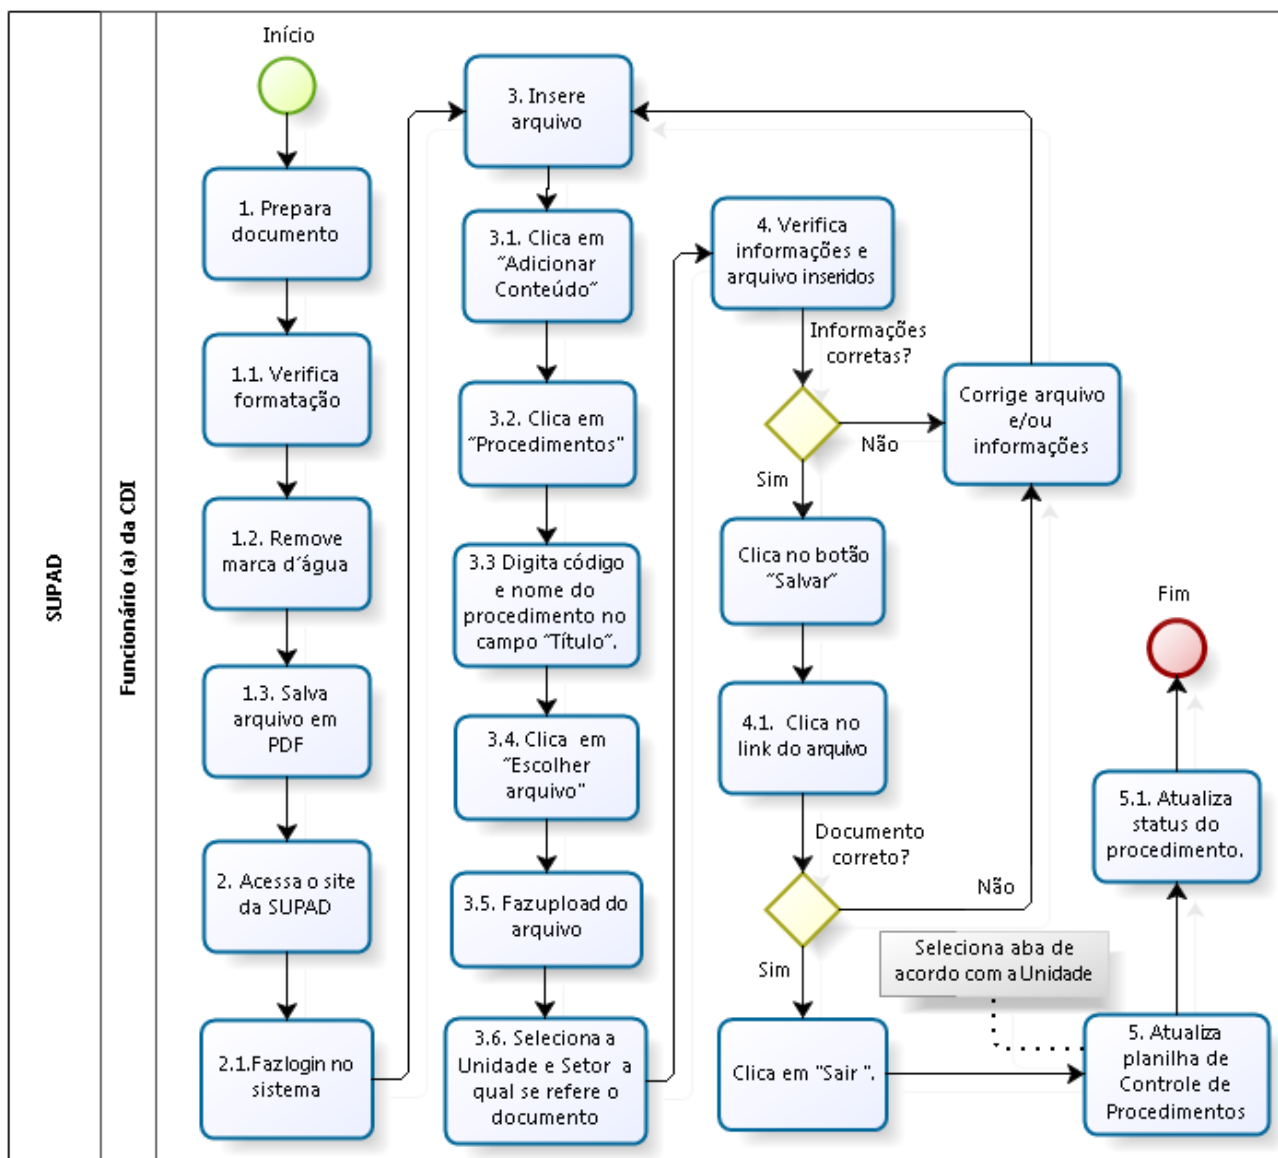 SUPAD
Funcionário (a) da CDI
Início
1. Prepara
documento
1.1. Verifica
formatação
1.2. Remove
marca d´água
1.3. Salva
arquivo em
PDF
2. Acessa o site
da SUPAD
2.1.Fazlogin no
sistema
3. Insere
arquivo
3.1. Clica em
"Adicionar
Conteúdo"
3.2. Clica em
"Procedimentos"
3.3 Digita código
e nome do
procedimento no
campo "Título".
3.4. Clica em
"Escolher
arquivo"
3.5. Fazupload do
arquivo
3.6. Seleciona a
Unidade e Setor a
qual se refere o
documento
4. Verifica
informações e
arquivo inseridos
Informações
corretas?
Não
Sim
Corrige arquivo
e/ou
informações
Clica no botão
"Salvar"
4.1. Clica no
link do arquivo
Documento
correto?
Não
Sim
Clica em "Sair ".
Seleciona aba de
acordo com a Unidade
5. Atualiza
planilha de
Controle de
Procedimentos
5.1. Atualiza
status do
procedimento.
Fim